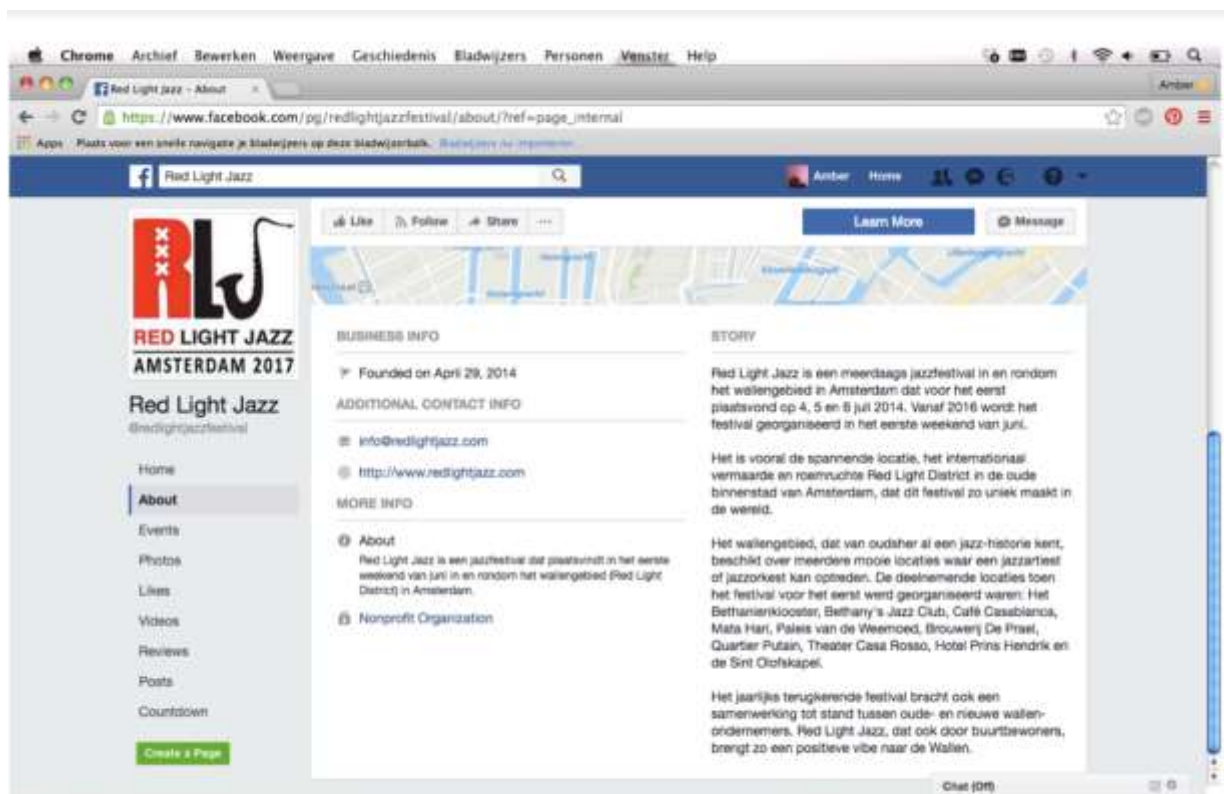 Chrome Archief Bewerken Weergave Geschiedenis Bladwijzers Personen Venster Help
Red Light Jazz - About
Amber
https://www.facebook.com/pg/redlightjazzfestival/about/?ref=page_internal
Apps Plaats voor een snelle navigatie je bladwijzers op deze bladwijzerbalk. Bladwijzers nu importeren...
Red Light Jazz
Amber Home
Like Follow Share ...
Learn More
Message
XXX
RLJ
RED LIGHT JAZZ
AMSTERDAM 2017
Red Light Jazz
@redlightjazzfestival
Home
About
Events
Photos
Likes
Videos
Reviews
Posts
Countdown
Create a Page
BUSINESS INFO
Founded on April 29, 2014
ADDITIONAL CONTACT INFO
info@redlightjazz.com
http://www.redlightjazz.com
MORE INFO
About
Red Light Jazz is een jazzfestival dat plaatsvindt in het eerste
weekend van juni in en rondom het wallengebied (Red Light
District) in Amsterdam.
Nonprofit Organization
STORY
Red Light Jazz is een meerdaags jazzfestival in en rondom
het wallengebied in Amsterdam dat voor het eerst
plaatsvond op 4, 5 en 6 juli 2014. Vanaf 2016 wordt het
festival georganiseerd in het eerste weekend van juni.
Het is vooral de spannende locatie, het internationaal
vermaarde en roemruchte Red Light District in de oude
binnenstad van Amsterdam, dat dit festival zo uniek maakt in
de wereld.
Het wallengebied, dat van oudsher al een jazz-historie kent,
beschikt over meerdere mooie locaties waar een jazzartiest
of jazzorkest kan optreden. De deelnemende locaties toen
het festival voor het eerst werd georganiseerd waren: Het
Bethanienklooster, Bethany's Jazz Club, Café Casablanca,
Mata Hari, Paleis van de Weemoed, Brouwerij De Prael,
Quartier Putain, Theater Casa Rosso, Hotel Prins Hendrik en
de Sint Olofskapel.
Het jaarlijks terugkerende festival bracht ook een
samenwerking tot stand tussen oude- en nieuwe wallen-
ondernemers. Red Light Jazz, dat ook door buurtbewoners,
brengt zo een positieve vibe naar de Wallen.
Chat (Off)